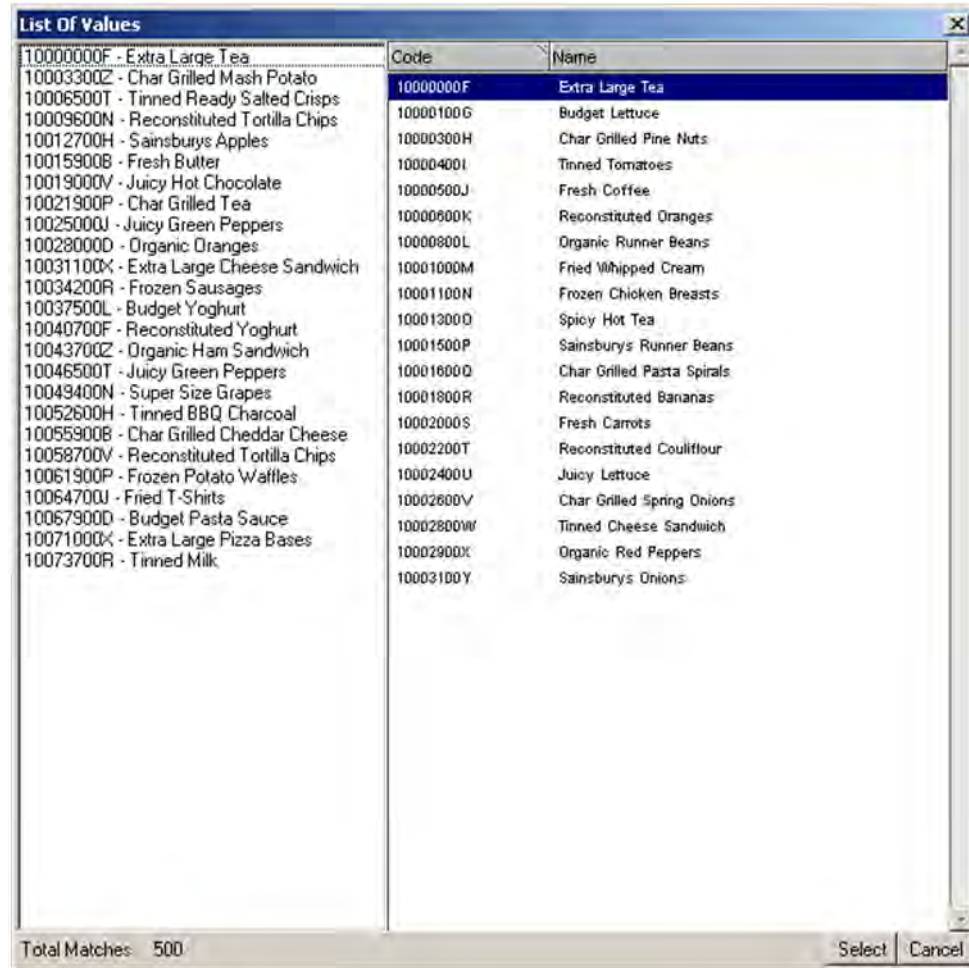 List Of Values
10000000F - Extra Large Tea
10003300Z - Char Grilled Mash Potato
10006500T - Tinned Ready Salted Crisps
10009600N - Reconstituted Tortilla Chips
10012700H - Sainsburys Apples
10015900B - Fresh Butter
10019000V - Juicy Hot Chocolate
10021900P - Char Grilled Tea
10025000J - Juicy Green Peppers
10028000D - Organic Oranges
10031100X - Extra Large Cheese Sandwich
10034200R - Frozen Sausages
10037500L - Budget Yoghurt
10040700F - Reconstituted Yoghurt
10043700Z - Organic Ham Sandwich
10046500T - Juicy Green Peppers
10049400N - Super Size Grapes
10052600H - Tinned BBQ Charcoal
10055900B - Char Grilled Cheddar Cheese
10058700V - Reconstituted Tortilla Chips
10061900P - Frozen Potato Waffles
10064700J - Fried T-Shirts
10067900D - Budget Pasta Sauce
10071000X - Extra Large Pizza Bases
10073700R - Tinned Milk
Code Name
10000000F Extra Large Tea
10000100G Budget Lettuce
10000300H Char Grilled Pine Nuts
10000400I Tinned Tomatoes
10000500J Fresh Coffee
10000600K Reconstituted Oranges
10000800L Organic Runner Beans
10001000M Fried Whipped Cream
10001100N Frozen Chicken Breasts
10001300O Spicy Hot Tea
10001500P Sainsburys Runner Beans
10001600Q Char Grilled Pasta Spirals
10001800R Reconstituted Bananas
10002000S Fresh Carrots
10002200T Reconstituted Couliflour
10002400U Juicy Lettuce
10002600V Char Grilled Spring Onions
10002800W Tinned Cheese Sandwich
10002900X Organic Red Peppers
10003100Y Sainsburys Onions
Total Matches 500
Select Cancel